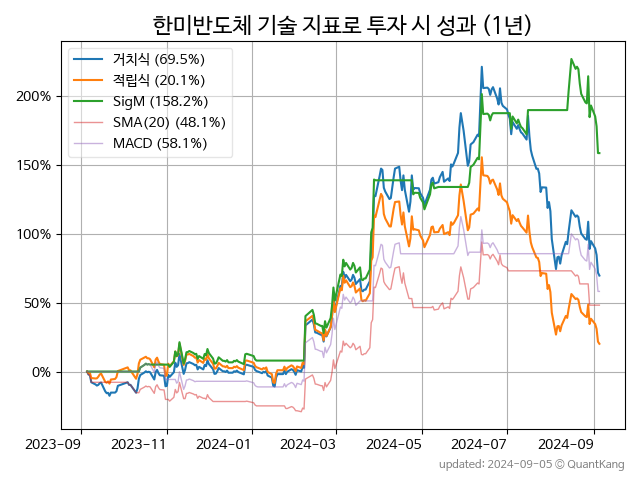 한미반도체 기술 지표로 투자 시 성과 (1년)
거치식 (69.5%)
적립식 (20.1%)
SigM (158.2%)
SMA(20) (48.1%)
MACD (58.1%)
200%
150%
100%
50%
0%
2023-09 2023-11 2024-01 2024-03 2024-05 2024-07 2024-09
updated: 2024-09-05 © QuantKang